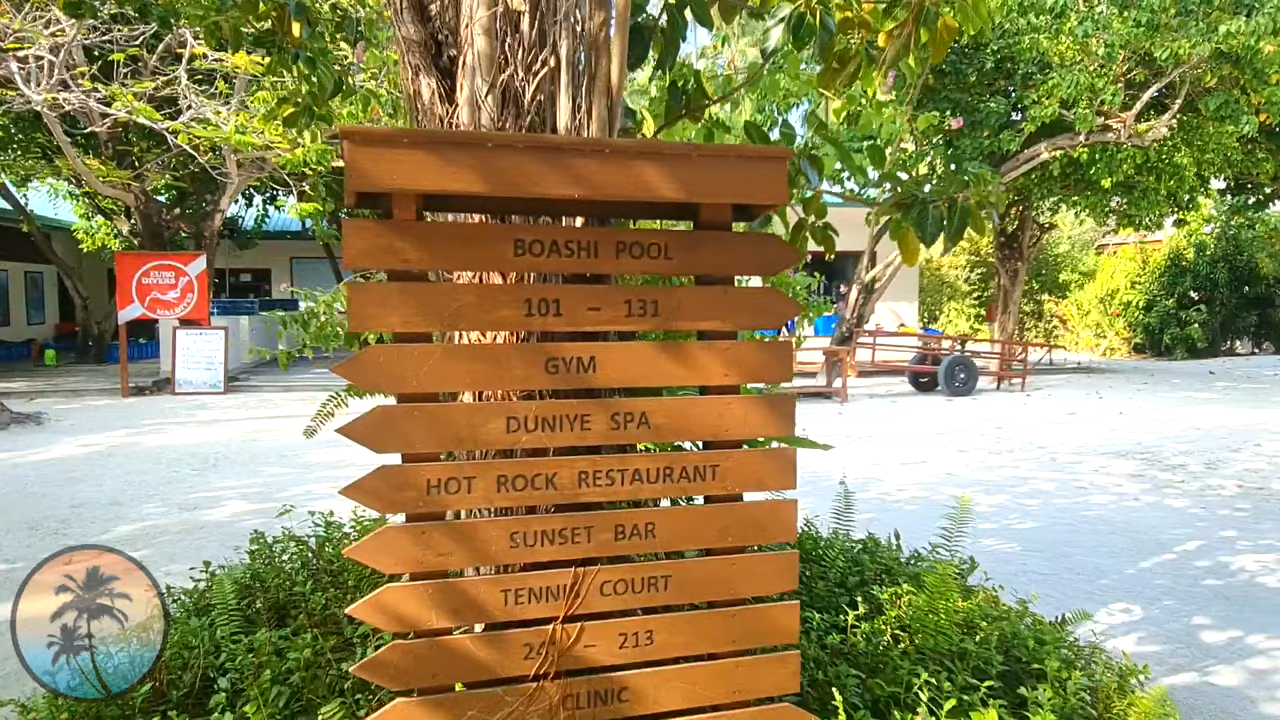 BOASHI POOL
101 – 131
GYM
DUNIYE SPA
HOT ROCK RESTAURANT
SUNSET BAR
TENNIS COURT
– 213
CLINIC
EURO
DIVERS
MALDIVES